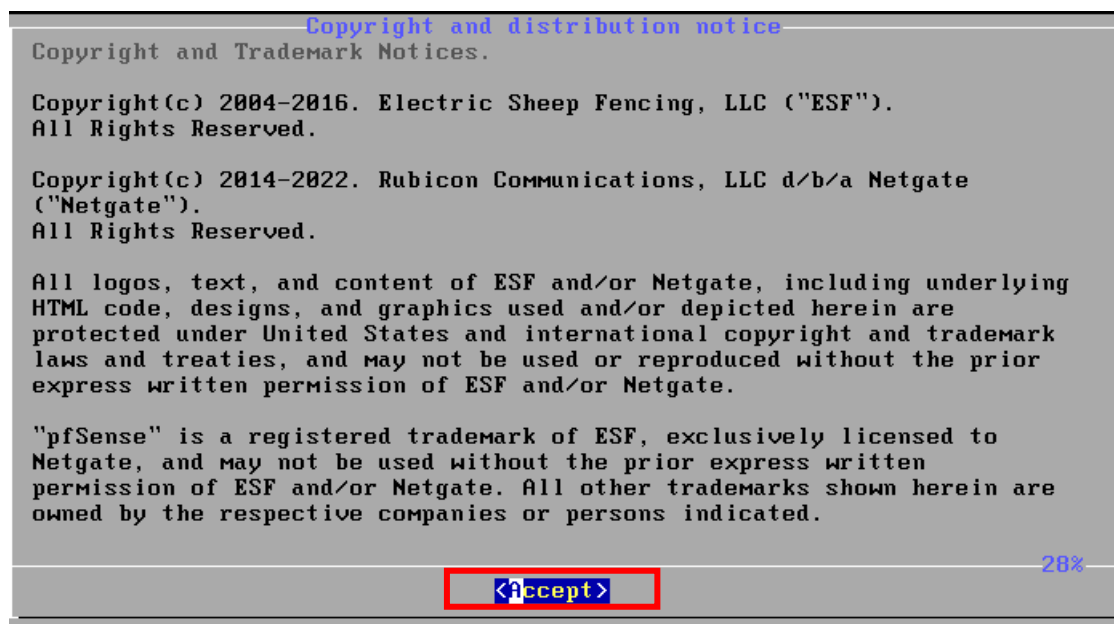 Copyright and distribution notice
Copyright and Trademark Notices.
Copyright(c) 2004-2016. Electric Sheep Fencing, LLC ("ESF").
All Rights Reserved.
Copyright(c) 2014-2022. Rubicon Communications, LLC d/b/a Netgate
("Netgate").
All Rights Reserved.
All logos, text, and content of ESF and/or Netgate, including underlying
HTML code, designs, and graphics used and/or depicted herein are
protected under United States and international copyright and trademark
laws and treaties, and may not be used or reproduced without the prior
express written permission of ESF and/or Netgate.
"pfSense" is a registered trademark of ESF, exclusively licensed to
Netgate, and may not be used without the prior express written
permission of ESF and/or Netgate. All other trademarks shown herein are
owned by the respective companies or persons indicated.
28%
<Accept>